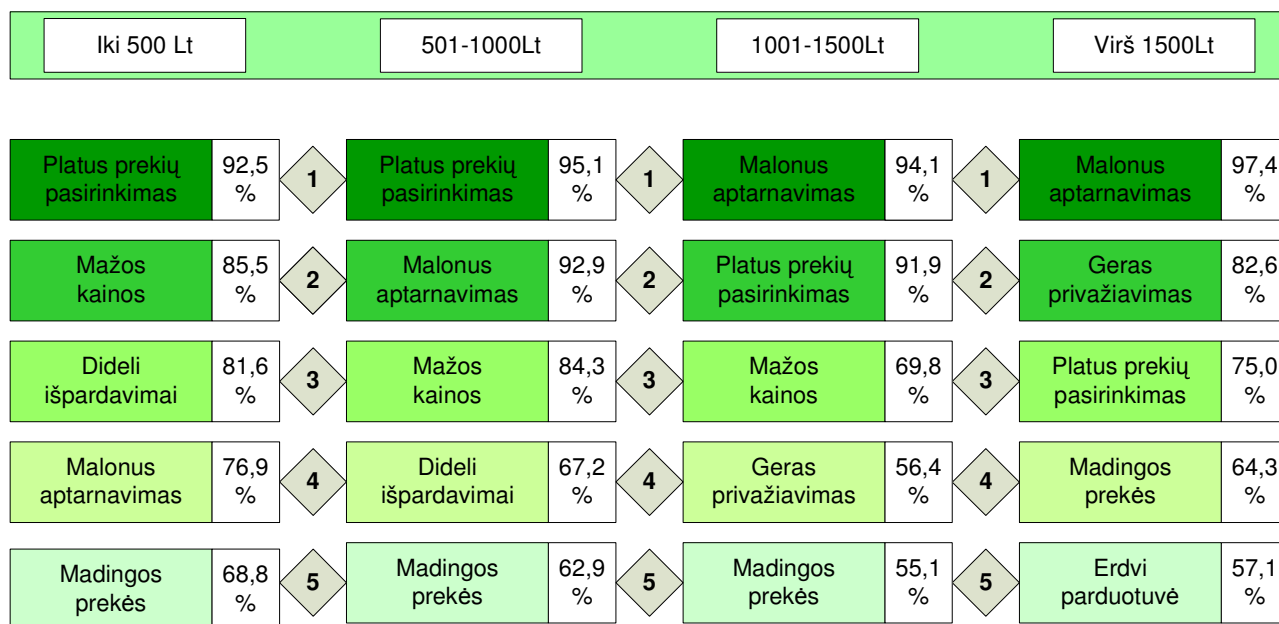 Iki 500 Lt
501-1000Lt
1001-1500Lt
Virš 1500Lt
Platus prekių
pasirinkimas
92,5
%
1
Platus prekių
pasirinkimas
95,1
%
1
Malonus
aptarnavimas
94,1
%
1
Malonus
aptarnavimas
97,4
%
Mažos
kainos
85,5
%
2
Malonus
aptarnavimas
92,9
%
2
Platus prekių
pasirinkimas
91,9
%
2
Geras
privažiavimas
82,6
%
Dideli
išpardavimai
81,6
%
3
Mažos
kainos
84,3
%
3
Mažos
kainos
69,8
%
3
Platus prekių
pasirinkimas
75,0
%
Malonus
aptarnavimas
76,9
%
4
Dideli
išpardavimai
67,2
%
4
Geras
privažiavimas
56,4
%
4
Madingos
prekės
64,3
%
Madingos
prekės
68,8
%
5
Madingos
prekės
62,9
%
5
Madingos
prekės
55,1
%
5
Erdvi
parduotuvė
57,1
%